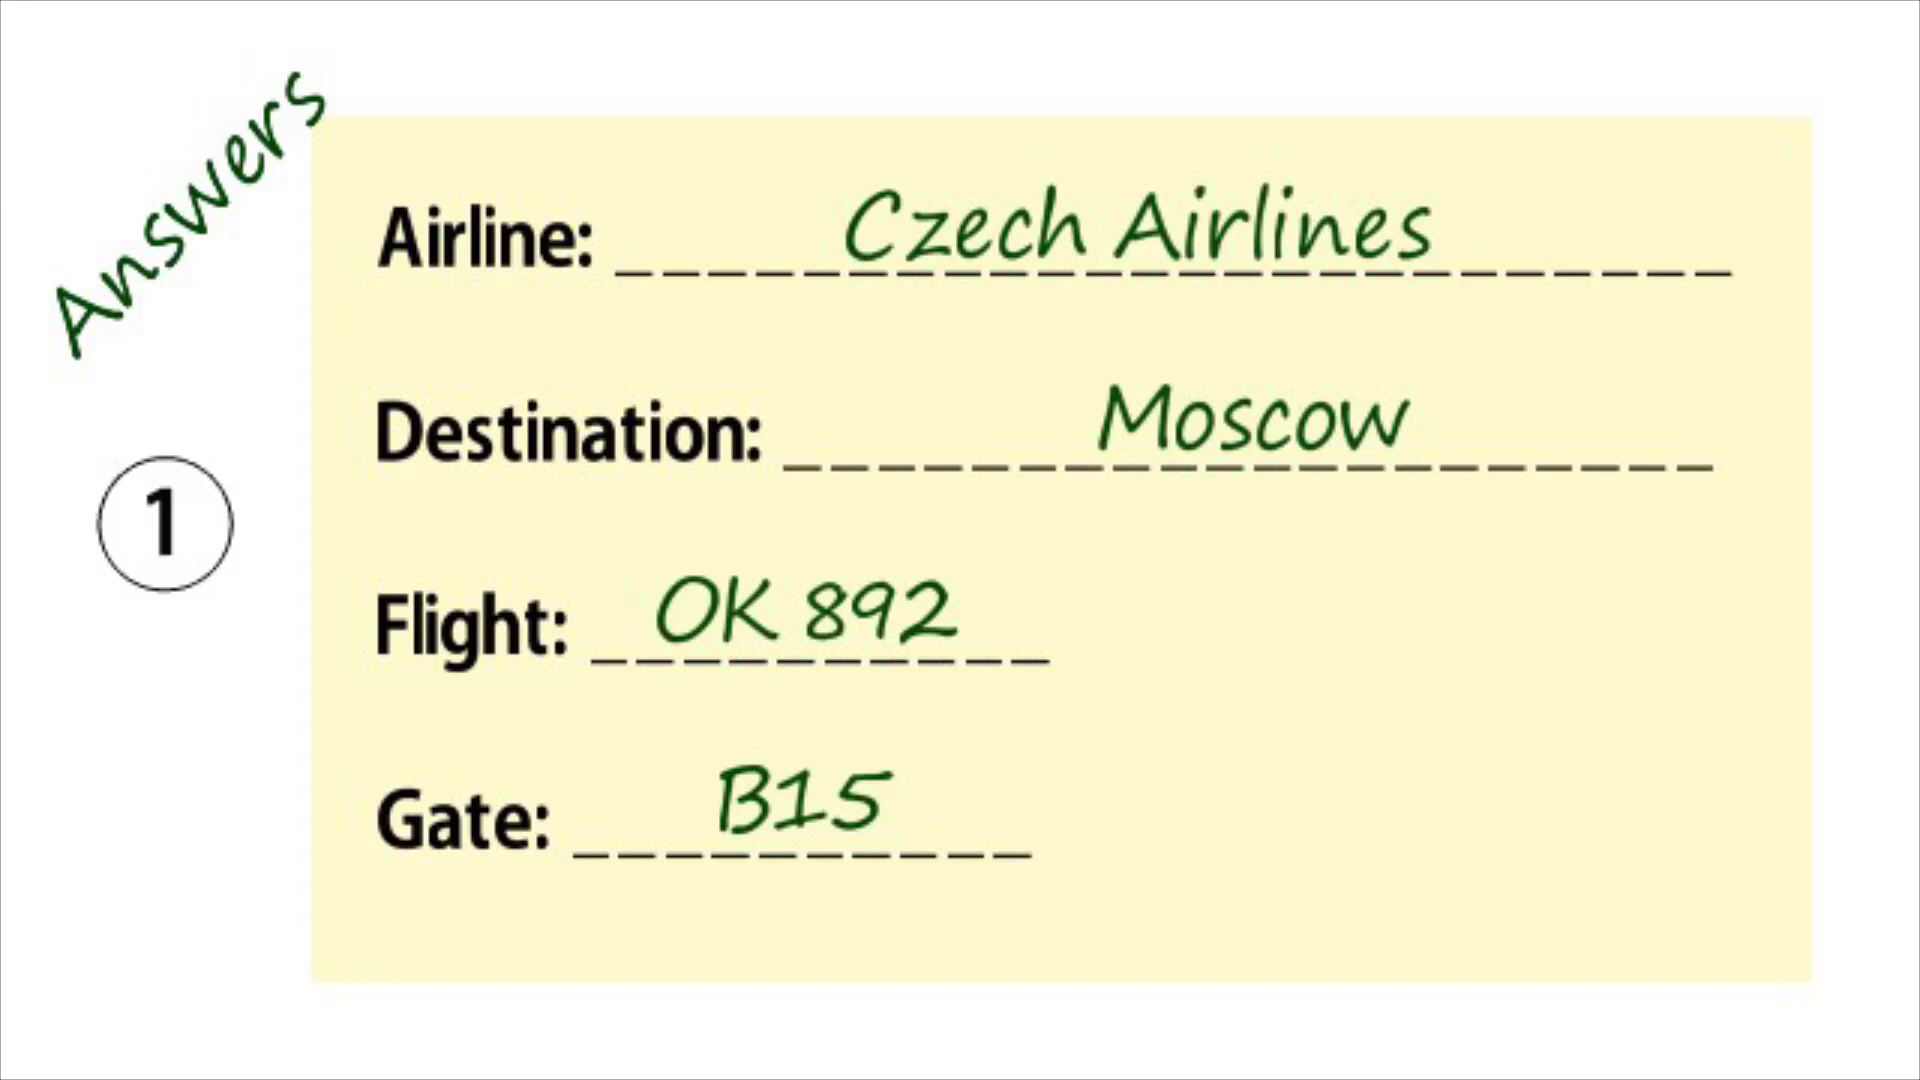 Answers
1
Airline: Czech Airlines
Destination: Moscow
Flight: OK 892
Gate: B15